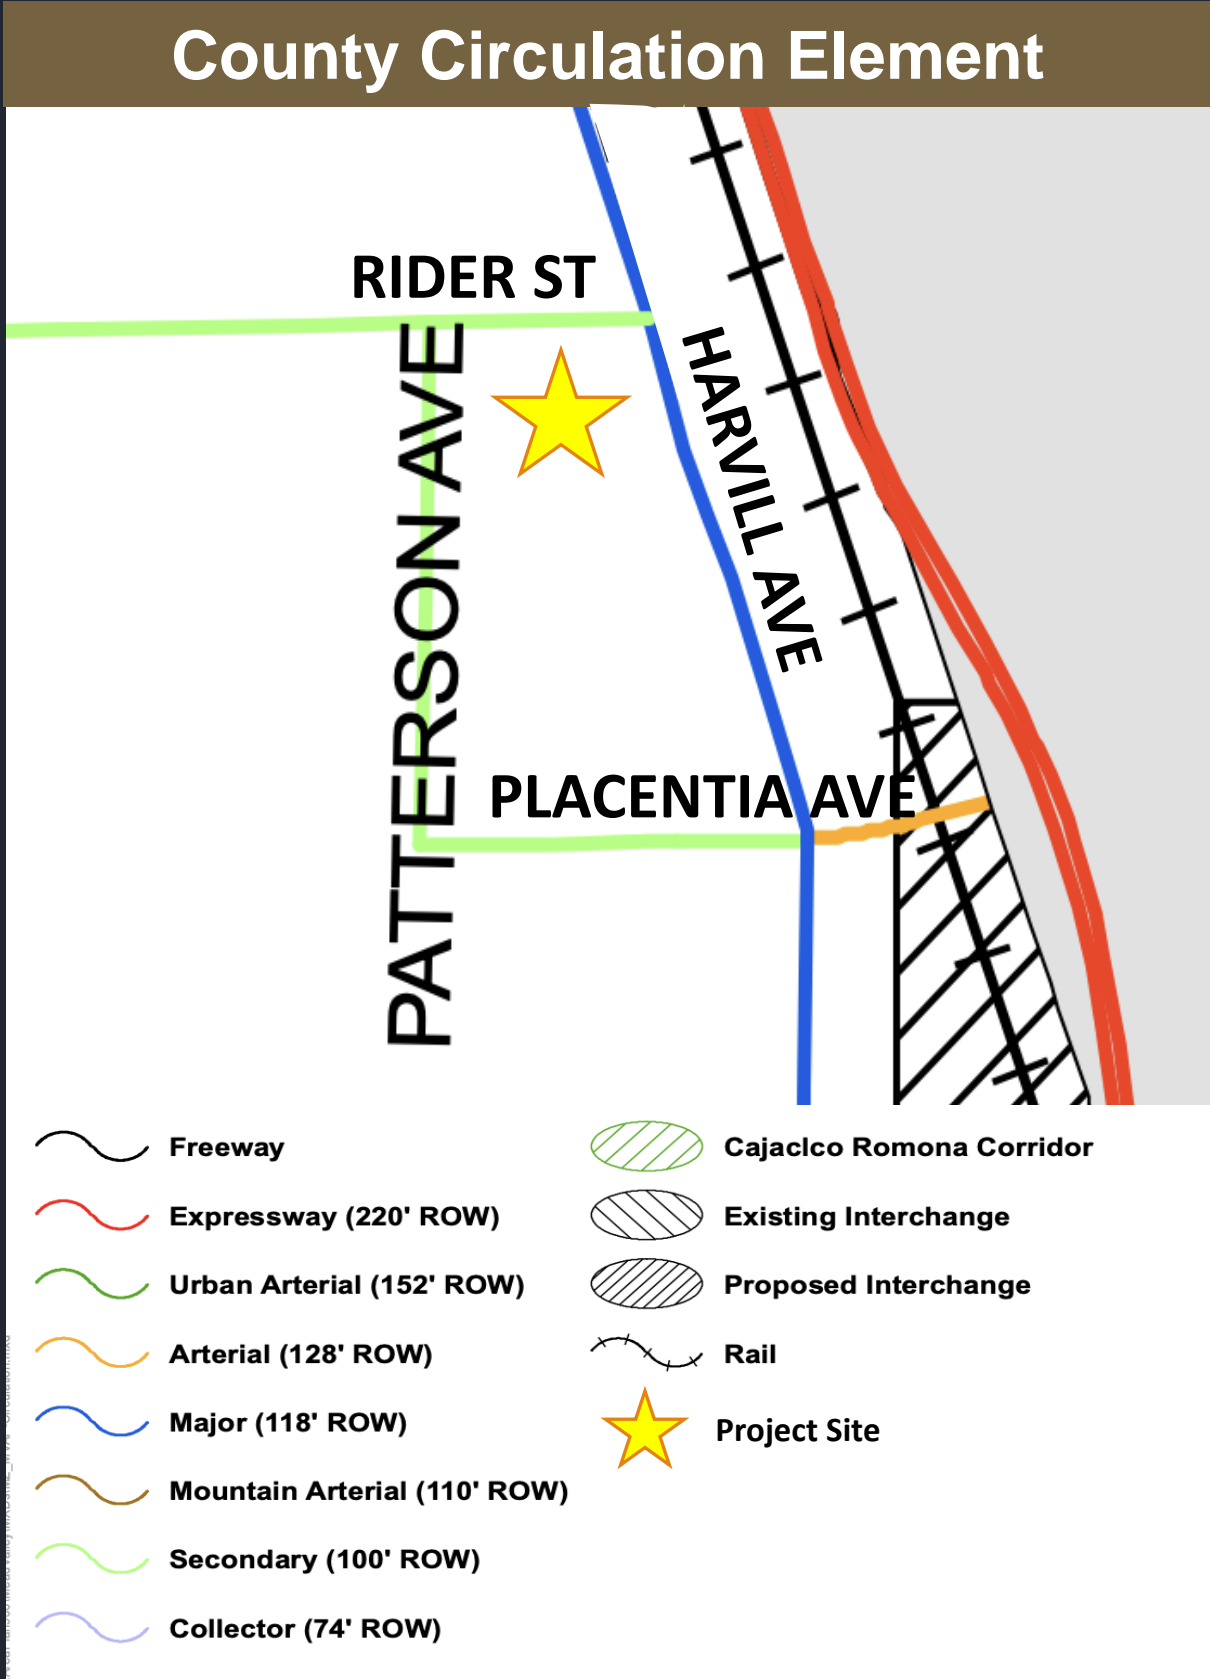 County Circulation Element
RIDER ST
HARVILL AVE
PATTERSON AVE
PLACENTIA AVE
Freeway
Expressway (220' ROW)
Urban Arterial (152' ROW)
Arterial (128' ROW)
Major (118' ROW)
Mountain Arterial (110' ROW)
Secondary (100' ROW)
Collector (74' ROW)
Cajaclco Romona Corridor
Existing Interchange
Proposed Interchange
Rail
Project Site